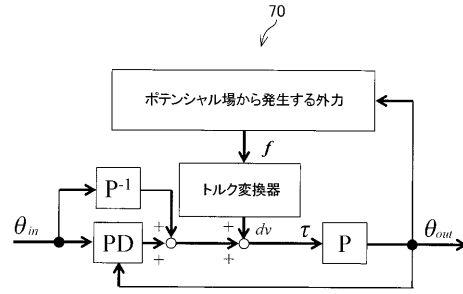 70
ポテンシャル場から発生する外力
f
トルク変換器
P-1
θin
PD
+
+
+
+
dv
τ
P
θout